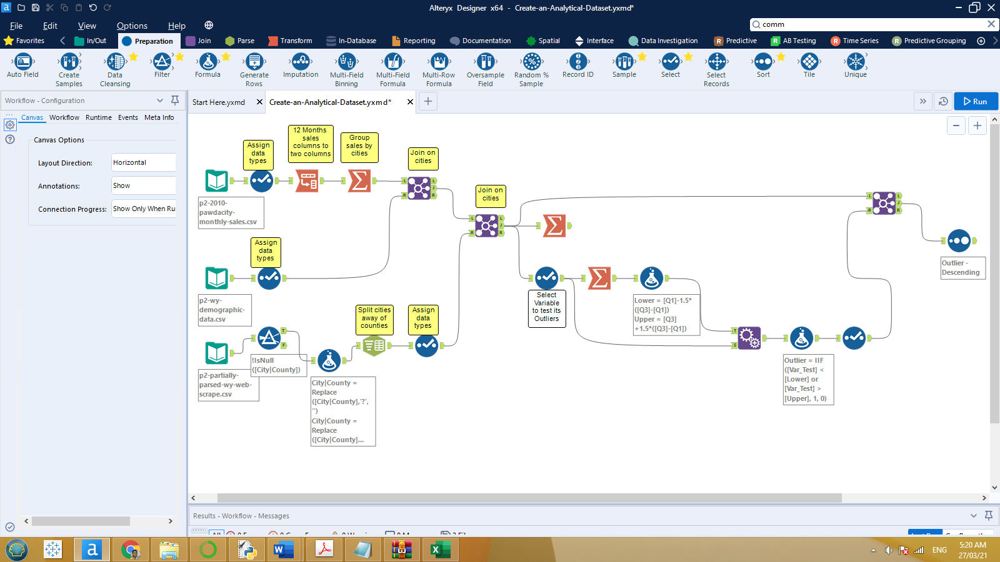 Alteryx Designer x64 - Create-an-Analytical-Dataset.yxmd*
File Edit View Options Help
comm
Favorites In/Out Preparation Join Parse Transform In-Database Reporting Documentation Spatial Interface Data Investigation Predictive AB Testing Time Series Predictive Grouping
Auto Field
Create
Samples
Data
Cleansing
Filter
Formula
Generate
Rows
Imputation
Multi-Field
Binning
Multi-Field
Formula
Multi-Row
Formula
Oversample
Field
Random %
Sample
Record ID
Sample
Select
Select
Records
Sort
Tile
Unique
Workflow - Configuration
Start Here.yxmd
Create-an-Analytical-Dataset.yxmd*
Run
Canvas Workflow Runtime Events Meta Info
Canvas Options
Layout Direction: Horizontal
Annotations: Show
Connection Progress: Show Only When Ru
Assign
data
types
12 Months
sales
columns to
two columns
Group
sales by
cities
Join on
cities
p2-2010-
pawdacity-
monthly-sales.csv
Join on
cities
Assign
data
types
p2-wy-
demographic-
data.csv
Select
Variable
to test its
Outliers
Lower = [Q1]-1.5*
([Q3]-[Q1])
Upper = [Q3]
+1.5*([Q3]-[Q1])
Outlier -
Descending
Split cities
away of
counties
Assign
data
types
!IsNull
([City|County])
p2-partially-
parsed-wy-web-
scrape.csv
City|County =
Replace
([City|County],'?',
'')
City|County =
Replace
([City|County]...
Outlier = IIF
([Var_Test] <
[Lower] or
[Var_Test] >
[Upper], 1, 0)
Results - Workflow - Messages
ENG
5:20 AM
27/03/21